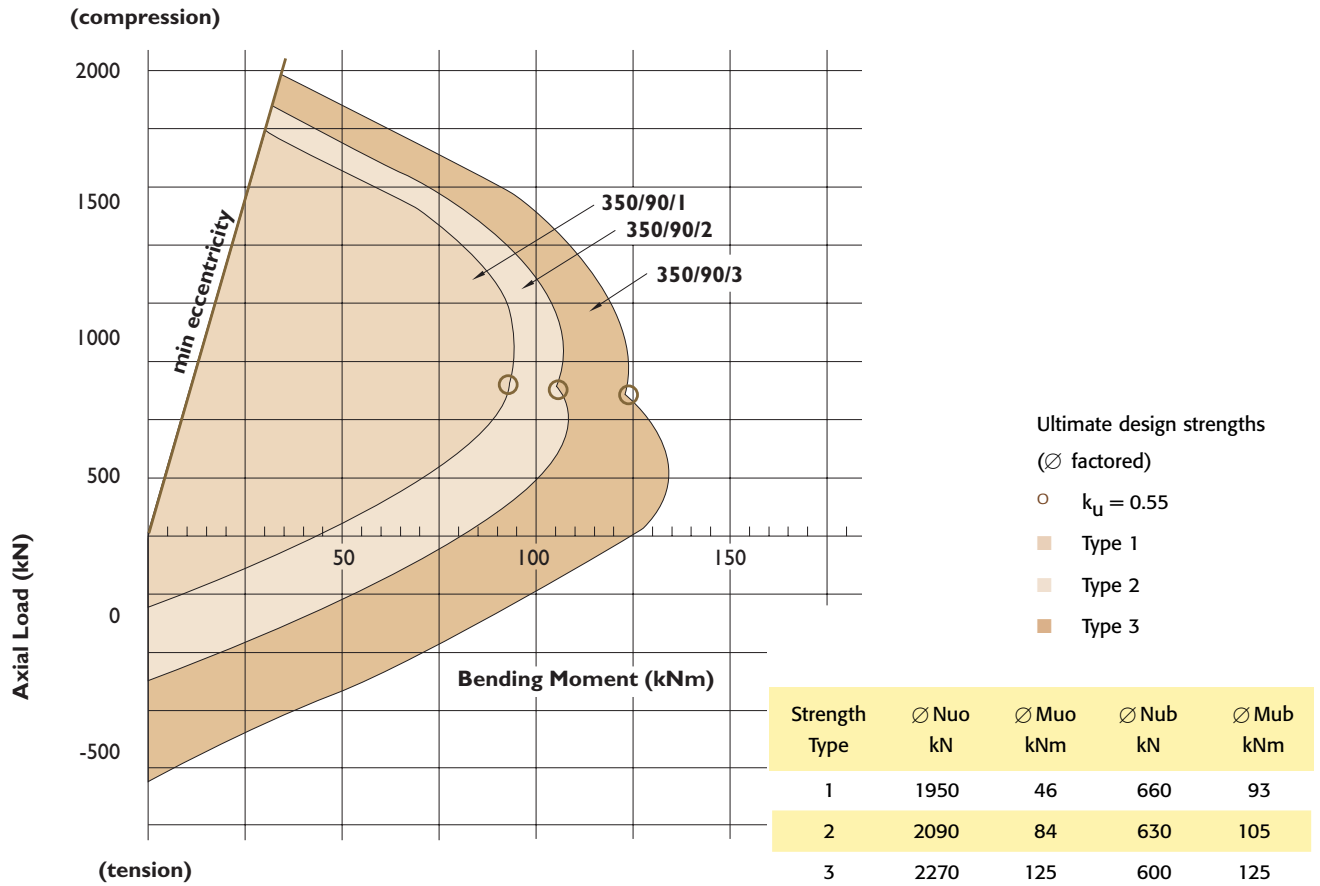 (compression)
2000
1500
1000
500
0
-500
Axial Load (kN)
(tension)
min eccentricity
350/90/1
350/90/2
350/90/3
50
100
150
Bending Moment (kNm)
Ultimate design strengths
(∅ factored)
ku = 0.55
Type 1
Type 2
Type 3
Strength Type ∅ Nuo kN ∅ Muo kNm ∅ Nub kN ∅ Mub kNm
1 1950 46 660 93
2 2090 84 630 105
3 2270 125 600 125